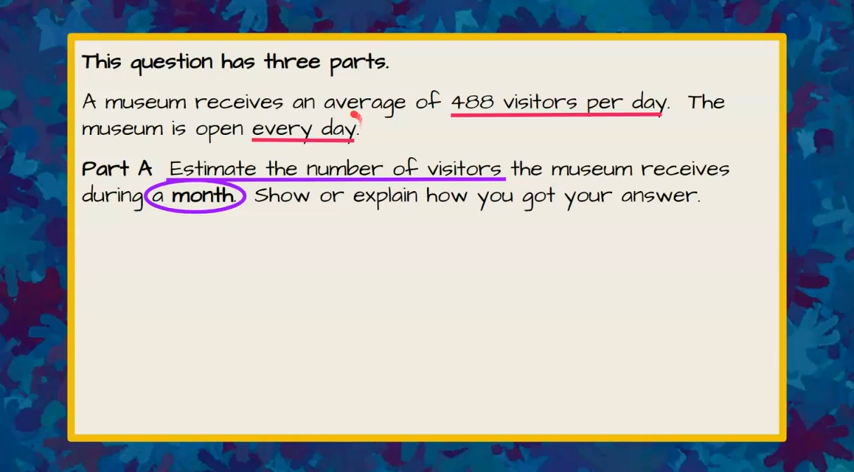 This question has three parts.
A museum receives an average of 488 visitors per day. The
museum is open every day.
Part A Estimate the number of visitors the museum receives
during a month. Show or explain how you got your answer.